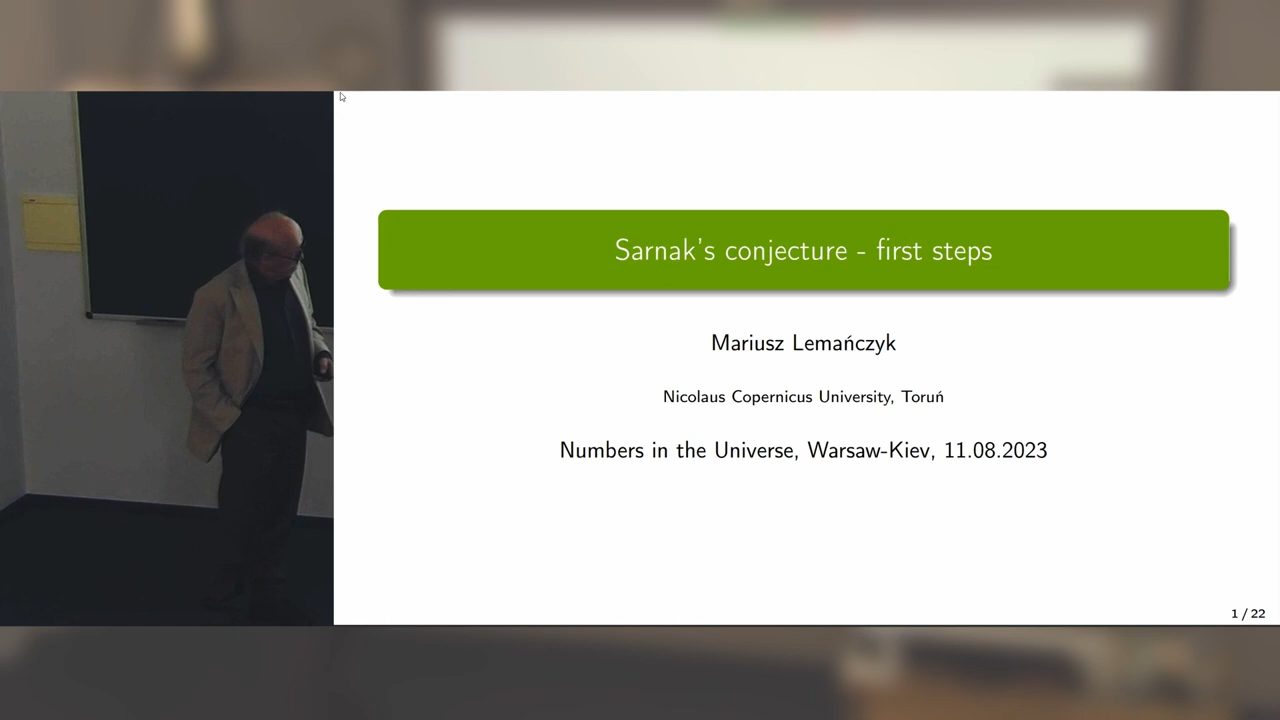 Sarnak's conjecture - first steps
Mariusz Lemańczyk
Nicolaus Copernicus University, Toruń
Numbers in the Universe, Warsaw-Kiev, 11.08.2023
1 / 22